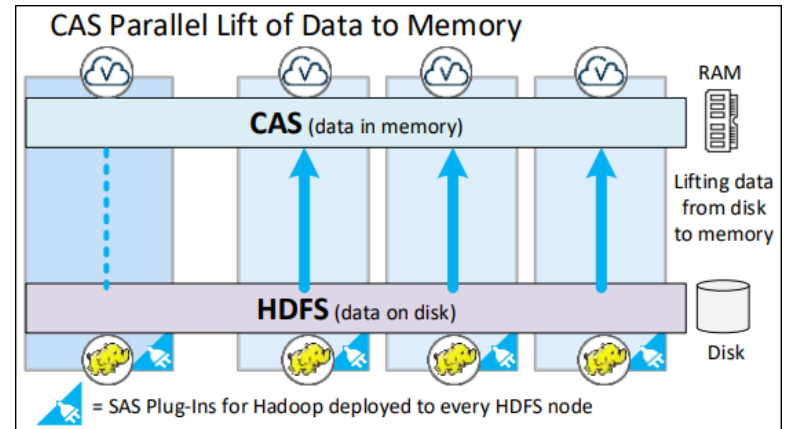 CAS Parallel Lift of Data to Memory
V V V V
RAM
CAS (data in memory)
Lifting data
from disk
to memory
HDFS (data on disk)
Disk
= SAS Plug-Ins for Hadoop deployed to every HDFS node